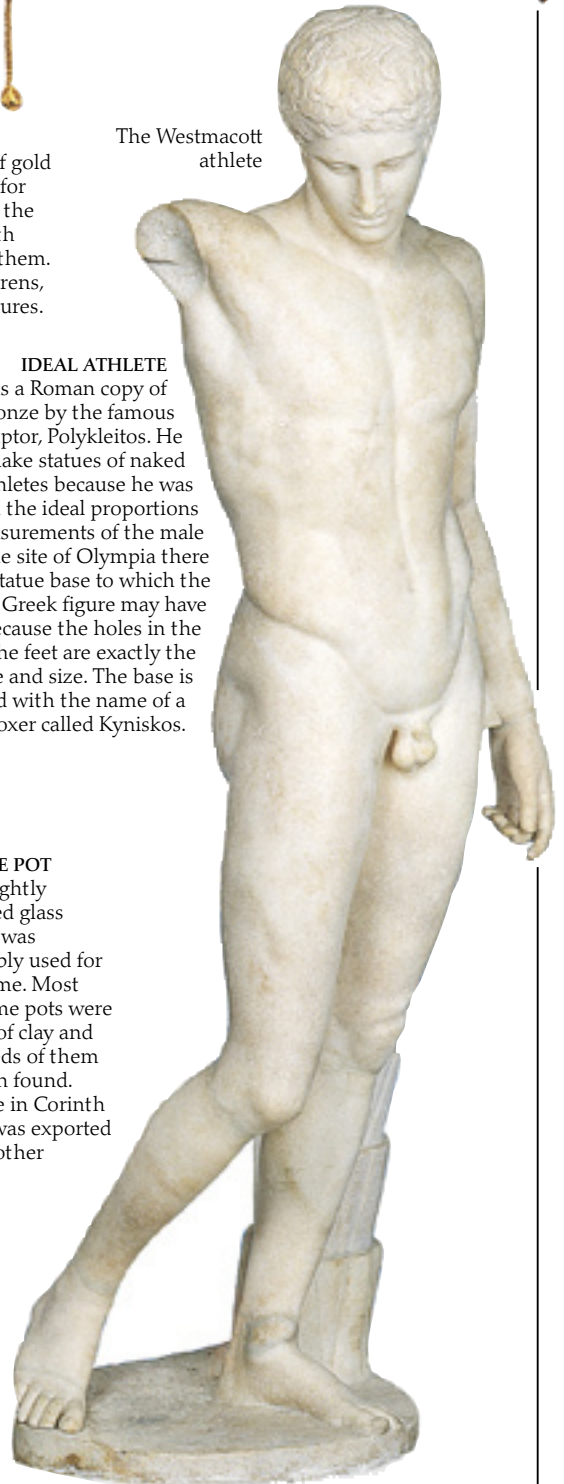 The Westmacott
athlete
f gold
for
the
th
them.
rens,
ures.
IDEAL ATHLETE
s a Roman copy of
onze by the famous
ptor, Polykleitos. He
ake statues of naked
hletes because he was
the ideal proportions
surements of the male
e site of Olympia there
tatue base to which the
Greek figure may have
ecause the holes in the
he feet are exactly the
e and size. The base is
d with the name of a
oxer called Kyniskos.
E POT
ghtly
ed glass
was
bly used for
me. Most
me pots were
of clay and
ds of them
n found.
e in Corinth
was exported
other